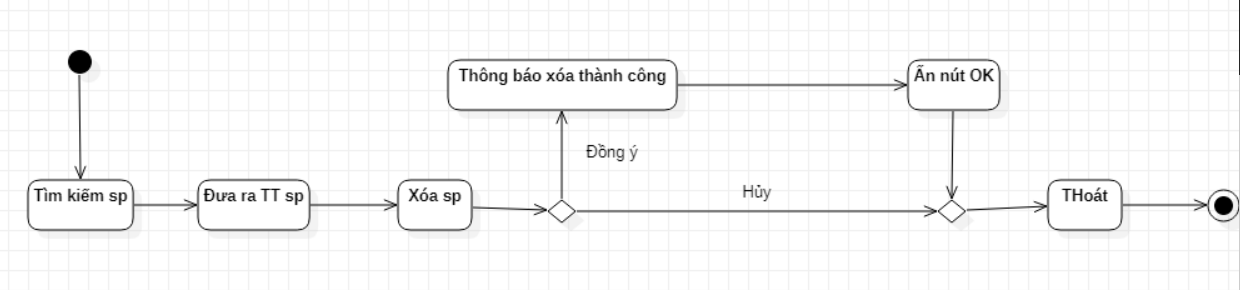 Thông báo xóa thành công
Ấn nút OK
Đồng ý
Tìm kiếm sp
Đưa ra TT sp
Xóa sp
Hủy
THoát